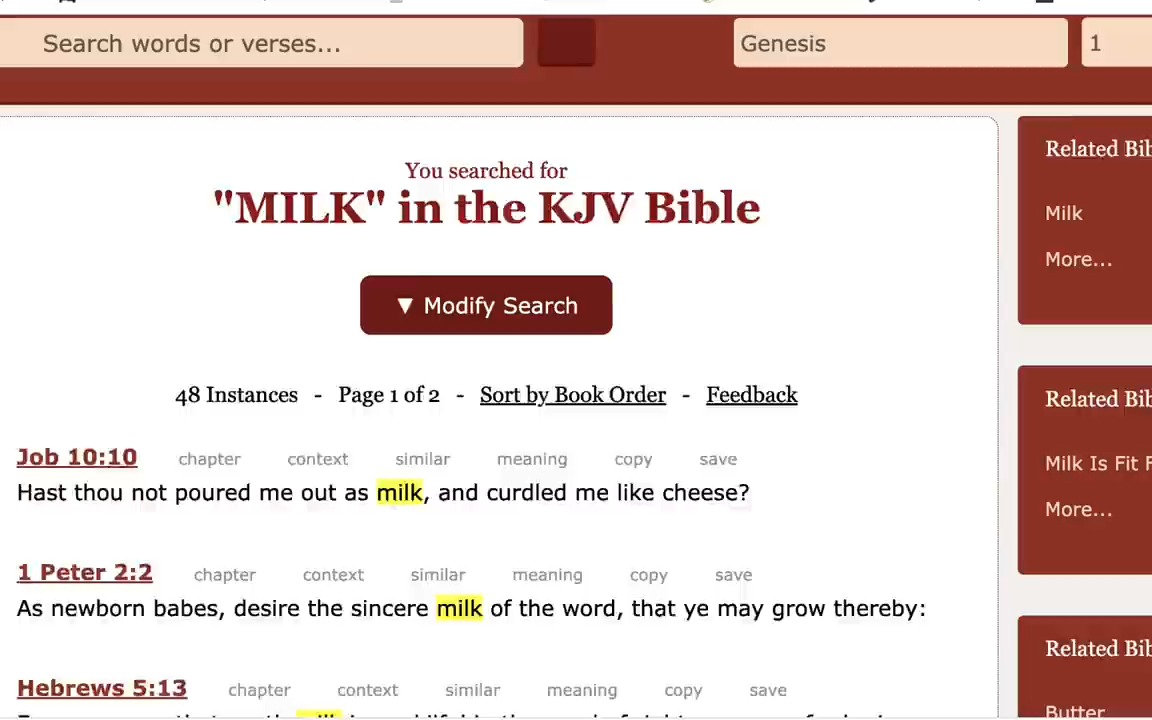 Search words or verses...
Genesis
1
You searched for
"MILK" in the KJV Bible
▼ Modify Search
48 Instances - Page 1 of 2 - Sort by Book Order - Feedback
Job 10:10 chapter context similar meaning copy save
Hast thou not poured me out as milk, and curdled me like cheese?
1 Peter 2:2 chapter context similar meaning copy save
As newborn babes, desire the sincere milk of the word, that ye may grow thereby:
Hebrews 5:13 chapter context similar meaning copy save
Related Bib
Milk
More...
Related Bib
Milk Is Fit F
More...
Related Bib
Butter